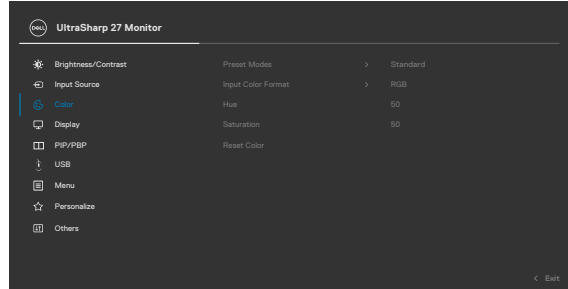 DELL
UltraSharp 27 Monitor
Brightness/Contrast
Preset Modes > Standard
Input Source
Input Color Format > RGB
Color
Hue 50
Display
Saturation 50
PIP/PBP
Reset Color
USB
Menu
Personalize
Others
< Exit